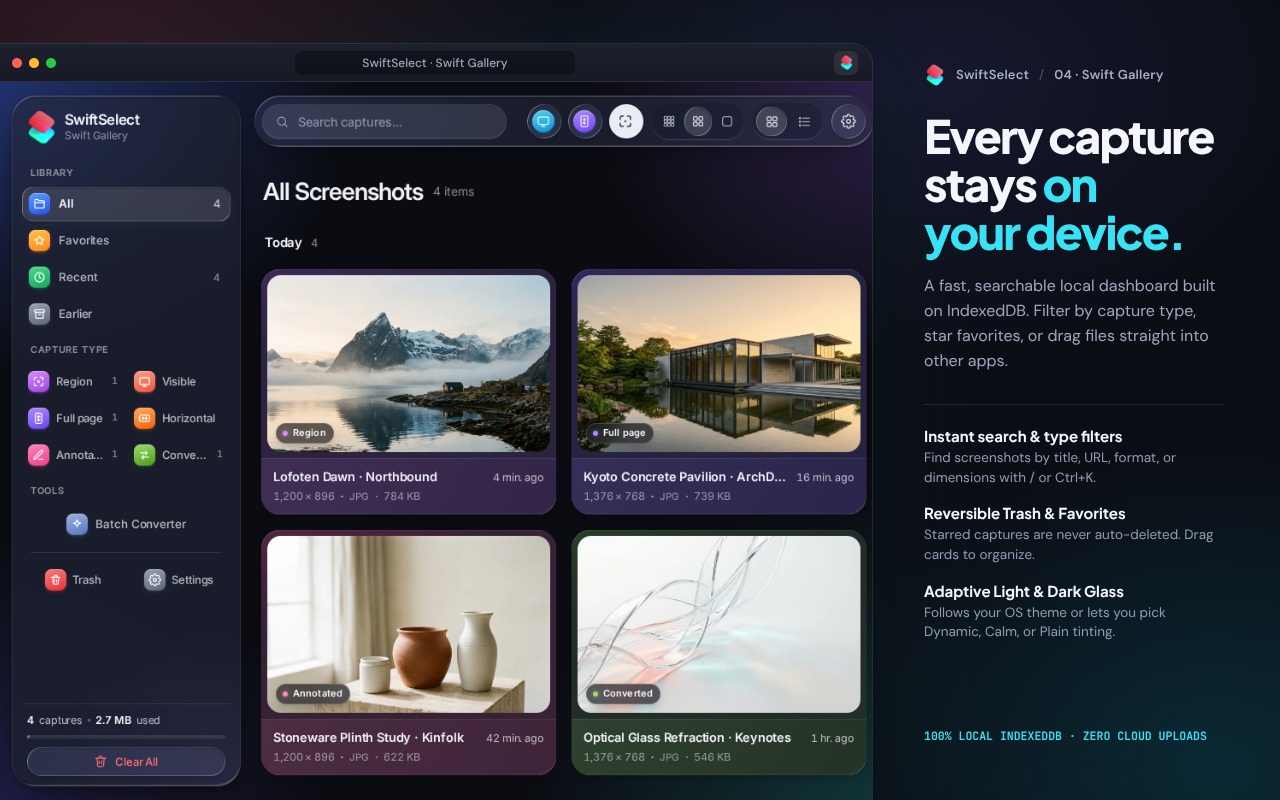 SwiftSelect · Swift Gallery
SwiftSelect
Swift Gallery
LIBRARY
All 4
Favorites
Recent 4
Earlier
CAPTURE TYPE
Region 1 Visible
Full page 1 Horizontal
Annota... 1 Conve... 1
TOOLS
Batch Converter
Trash Settings
4 captures • 2.7 MB used
Clear All
Search captures...
All Screenshots 4 items
Today 4
Region
Lofoten Dawn · Northbound 4 min. ago
1,200 × 896 • JPG • 784 KB
Full page
Kyoto Concrete Pavilion · ArchD... 16 min. ago
1,376 × 768 • JPG • 739 KB
Annotated
Stoneware Plinth Study · Kinfolk 42 min. ago
1,200 × 896 • JPG • 622 KB
Converted
Optical Glass Refraction · Keynotes 1 hr. ago
1,376 × 768 • JPG • 546 KB
SwiftSelect / 04 · Swift Gallery
Every capture
stays on
your device.
A fast, searchable local dashboard built
on IndexedDB. Filter by capture type,
star favorites, or drag files straight into
other apps.
Instant search & type filters
Find screenshots by title, URL, format, or
dimensions with / or Ctrl+K.
Reversible Trash & Favorites
Starred captures are never auto-deleted. Drag
cards to organize.
Adaptive Light & Dark Glass
Follows your OS theme or lets you pick
Dynamic, Calm, or Plain tinting.
100% LOCAL INDEXEDDB · ZERO CLOUD UPLOADS